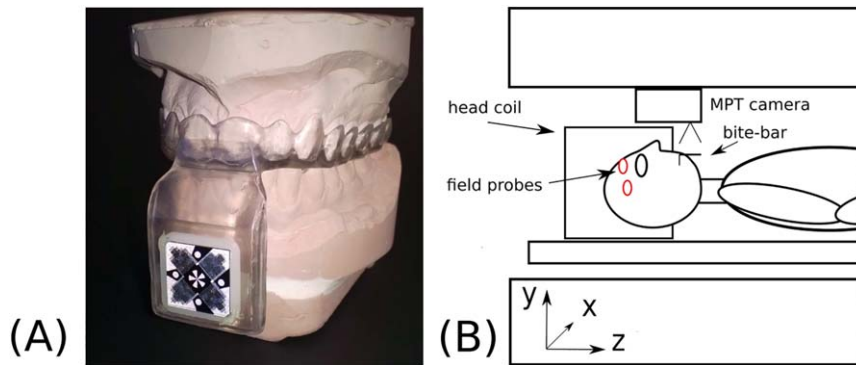 (A)
head coil
MPT camera
bite-bar
field probes
y
x
z
(B)